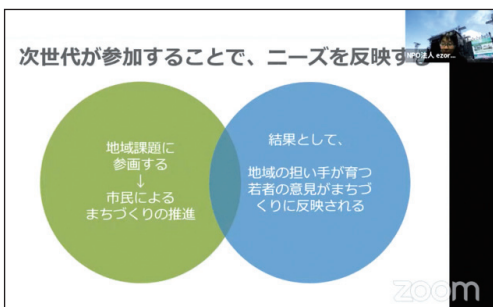 次世代が参加することで、ニーズを反映する
NPO法人 ezor...
地域課題に
参画する
↓
市民による
まちづくりの推進
結果として、
地域の担い手が育つ
若者の意見がまちづ
くりに反映される
zoom